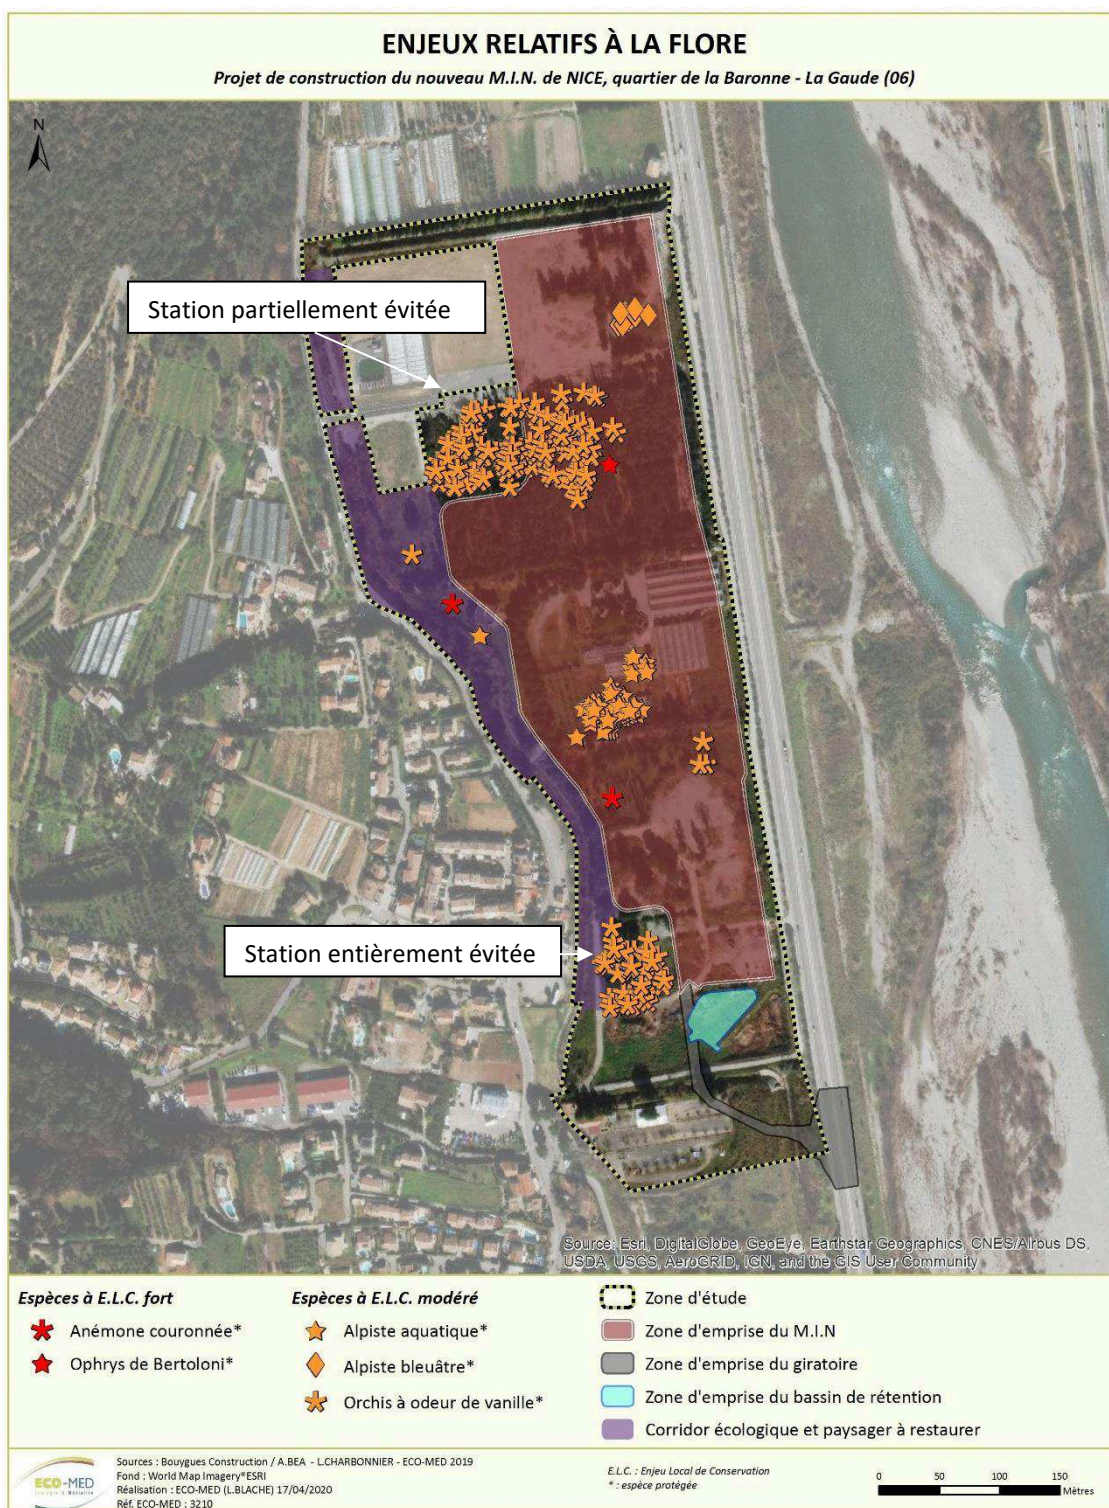 ENJEUX RELATIFS À LA FLORE
Projet de construction du nouveau M.I.N. de NICE, quartier de la Baronne - La Gaude (06)
N
Station partiellement évitée
Station entièrement évitée
Source: Esri, DigitalGlobe, GeoEye, Earthstar Geographics, CNES/Airbus DS,
USDA, USGS, AeroGRID, IGN, and the GIS User Community
Espèces à E.L.C. fort
Anémone couronnée*
Ophrys de Bertoloni*
Espèces à E.L.C. modéré
Alpiste aquatique*
Alpiste bleuâtre*
Orchis à odeur de vanille*
Zone d'étude
Zone d'emprise du M.I.N
Zone d'emprise du giratoire
Zone d'emprise du bassin de rétention
Corridor écologique et paysager à restaurer
ECO-MED
Ecologie & Médiation
Sources : Bouygues Construction / A.BEA - L.CHARBONNIER - ECO-MED 2019
Fond : World Map Imagery®ESRI
Réalisation : ECO-MED (L.BLACHE) 17/04/2020
Réf. ECO-MED : 3210
E.L.C. : Enjeu Local de Conservation
* : espèce protégée
0 50 100 150
Mètres